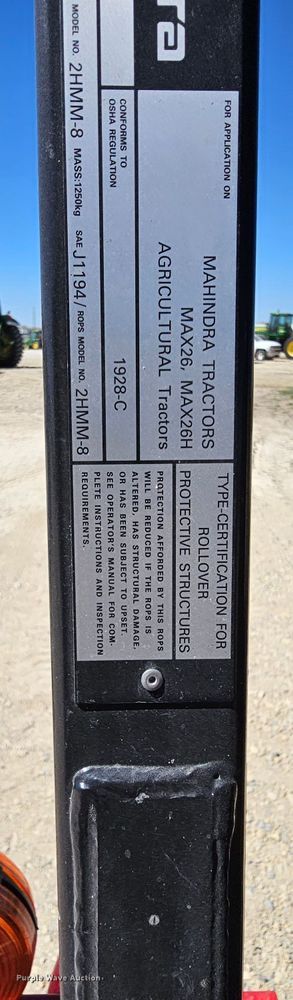 ra
FOR APPLICATION ON
MAHINDRA TRACTORS
MAX26, MAX26H
AGRICULTURAL Tractors
CONFORMS TO
OSHA REGULATION
1928-C
MODEL NO. 2HMM-8 MASS:1250kg SAE J1194/ROPS MODEL NO. 2HMM-8
TYPE-CERTIFICATION FOR
ROLLOVER
PROTECTIVE STRUCTURES
PROTECTION AFFORDED BY THIS ROPS
WILL BE REDUCED IF THE ROPS IS
ALTERED, HAS STRUCTURAL DAMAGE,
OR HAS BEEN SUBJECT TO UPSET.
SEE OPERATOR'S MANUAL FOR COM-
PLETE INSTRUCTIONS AND INSPECTION
REQUIREMENTS.
Purple Wave Auction